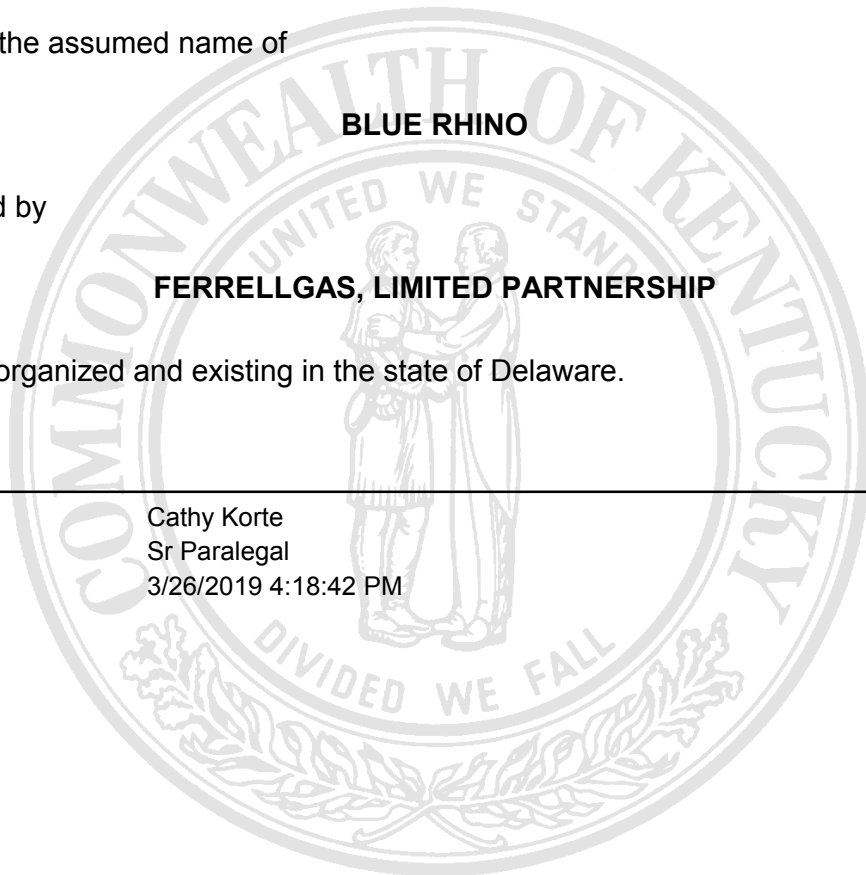 the assumed name of
BLUE RHINO
d by
FERRELLGAS, LIMITED PARTNERSHIP
organized and existing in the state of Delaware.
Cathy Korte
Sr Paralegal
3/26/2019 4:18:42 PM
COMMONWEALTH OF KENTUCKY
UNITED WE STAND
DIVIDED WE FALL